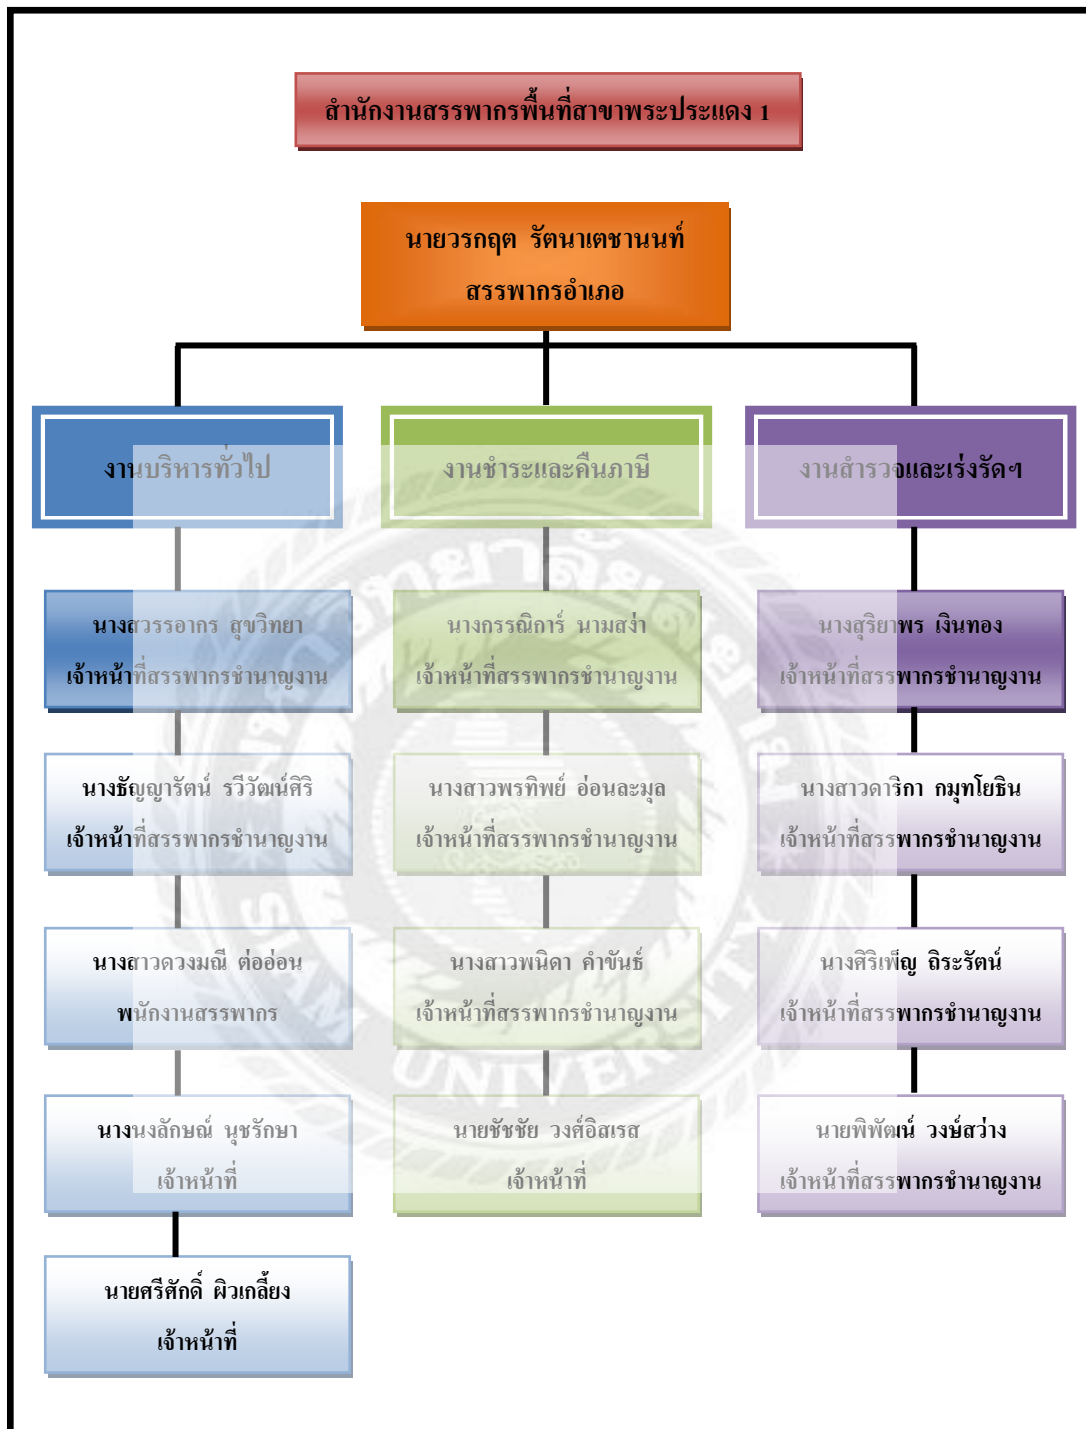 สำนักงานสรรพากรพื้นที่สาขาพระประแดง 1
นายวรกฤต รัตนาเตชานนท์
สรรพากรอำเภอ
งานบริหารทั่วไป
นางสวรรอากร สุขวิทยา
เจ้าหน้าที่สรรพากรชำนาญงาน
นางธัญญารัตน์ รวีวัฒน์ศิริ
เจ้าหน้าที่สรรพากรชำนาญงาน
นางสาวดวงมณี ต่ออ่อน
พนักงานสรรพากร
นางนงลักษณ์ นุชรักษา
เจ้าหน้าที่
นายศรีศักดิ์ ผิวเกลี้ยง
เจ้าหน้าที่
งานชำระและคืนภาษี
นางกรรณิการ์ นามสง่า
เจ้าหน้าที่สรรพากรชำนาญงาน
นางสาวพรทิพย์ อ่อนละมุล
เจ้าหน้าที่สรรพากรชำนาญงาน
นางสาวพนิดา คำขันธ์
เจ้าหน้าที่สรรพากรชำนาญงาน
นายชัชชัย วงศ์อิสเรส
เจ้าหน้าที่
งานสำรวจและเร่งรัดฯ
นางสุริยาพร เงินทอง
เจ้าหน้าที่สรรพากรชำนาญงาน
นางสาวดาริกา กมุทโยธิน
เจ้าหน้าที่สรรพากรชำนาญงาน
นางศิริเพ็ญ ถิระรัตน์
เจ้าหน้าที่สรรพากรชำนาญงาน
นายพิพัฒน์ วงษ์สว่าง
เจ้าหน้าที่สรรพากรชำนาญงาน
มหาวิทยาลัยสยาม
SIAM UNIVERSITY